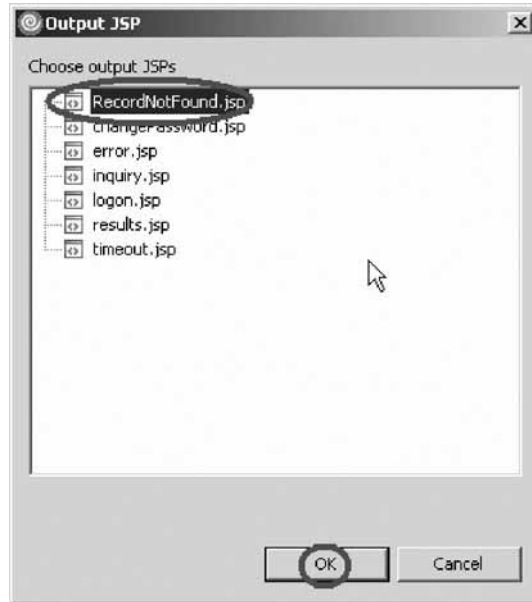 Output JSP
Choose output JSPs
RecordNotFound.jsp
changePassword.jsp
error.jsp
inquiry.jsp
logon.jsp
results.jsp
timeout.jsp
OK
Cancel